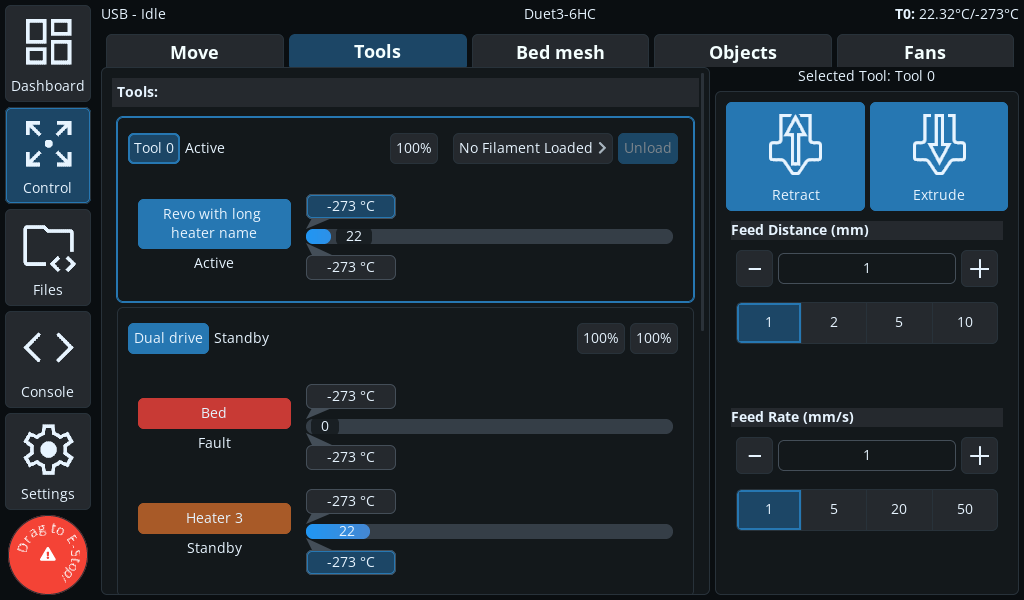 USB - Idle
Duet3-6HC
T0: 22.32°C/-273°C
Dashboard
Control
Files
Console
Settings
Drag to E-Stop!
Move
Tools
Bed mesh
Objects
Fans
Tools:
Tool 0 Active
100%
No Filament Loaded
Unload
Revo with long
heater name
Active
-273 °C
22
-273 °C
Dual drive Standby
100%
100%
Bed
Fault
-273 °C
0
-273 °C
Heater 3
Standby
-273 °C
22
-273 °C
Selected Tool: Tool 0
Retract
Extrude
Feed Distance (mm)
1
1
2
5
10
Feed Rate (mm/s)
1
1
5
20
50